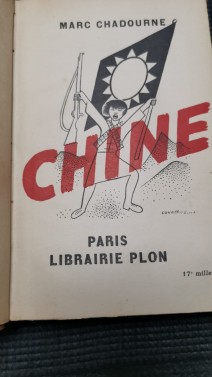 MARC CHADOURNE
CHINE
PARIS
LIBRAIRIE PLON
17e mille